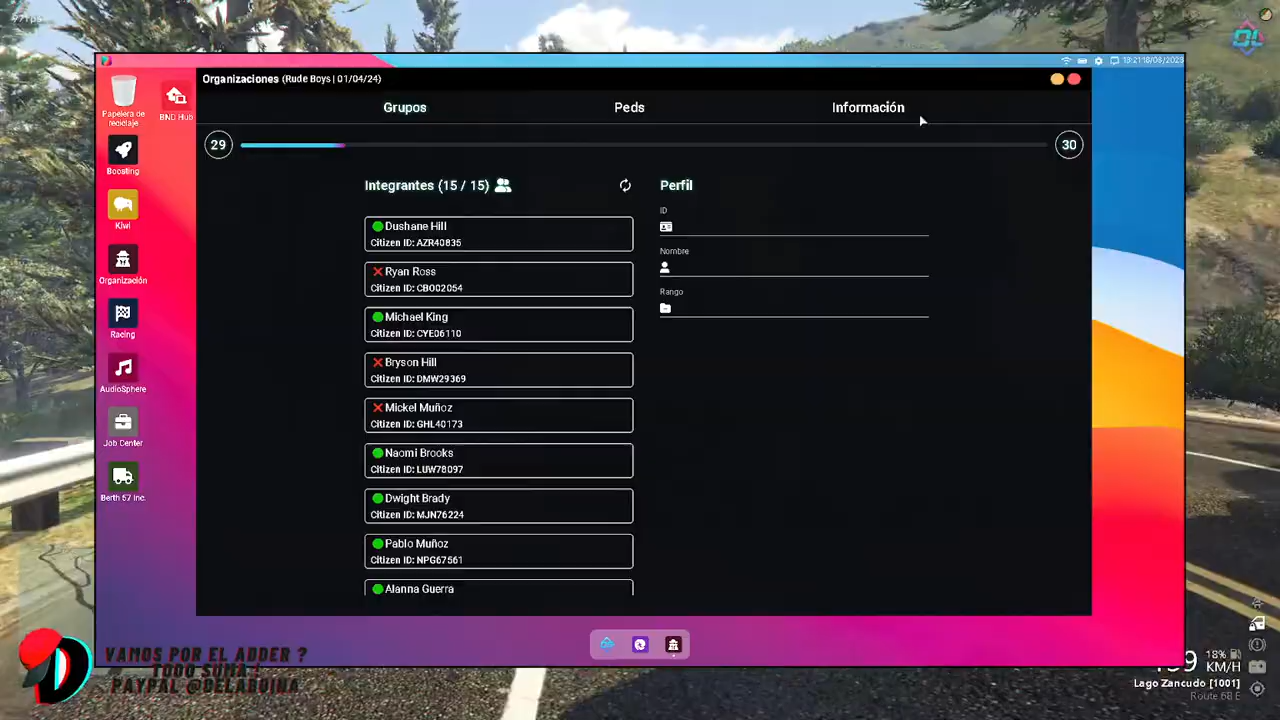 Organizaciones (Rude Boys | 01/04/24)
Papelera de
reciclaje
BND Hub
Boosting
Kiwi
Organización
Racing
AudioSphere
Job Center
Berth 57 Inc.
Grupos
Peds
Información
29
30
Integrantes (15 / 15)
Dushane Hill
Citizen ID: AZR40835
Ryan Ross
Citizen ID: CBO02054
Michael King
Citizen ID: CYE06110
Bryson Hill
Citizen ID: DMW29369
Mickel Muñoz
Citizen ID: GHL40173
Naomi Brooks
Citizen ID: LUW78097
Dwight Brady
Citizen ID: MJN76224
Pablo Muñoz
Citizen ID: NPG67561
Alanna Guerra
Perfil
ID
Nombre
Rango
VAMOS POR EL ADDER ?
TODO SUMA !
PAYPAL @DELADUINA
18%
KM/H
Lago Zancudo [1001]
Route 68 E